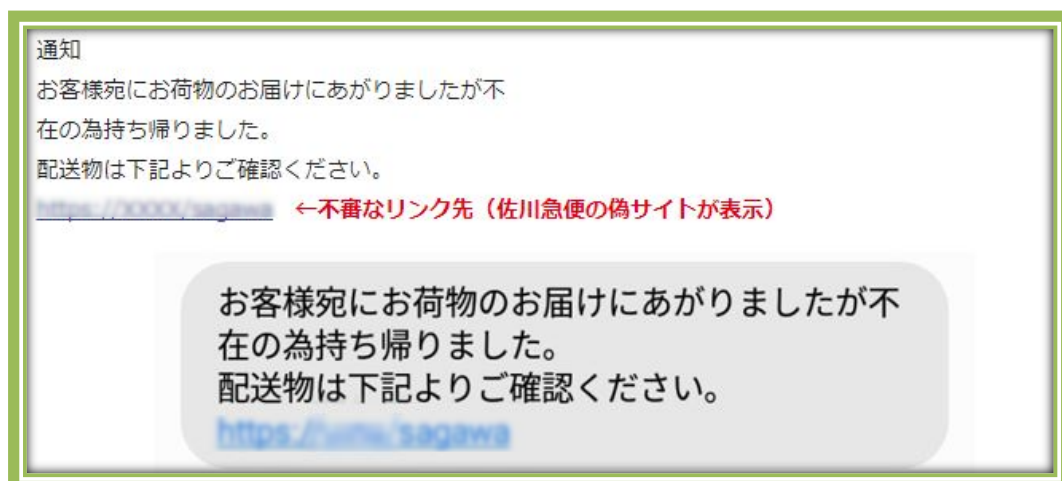 通知
お客様宛にお荷物のお届けにあがりましたが不
在の為持ち帰りました。
配送物は下記よりご確認ください。
https://XXXX/sagawa ←不審なリンク先（佐川急便の偽サイトが表示）
お客様宛にお荷物のお届けにあがりましたが不
在の為持ち帰りました。
配送物は下記よりご確認ください。
https:/ sagawa